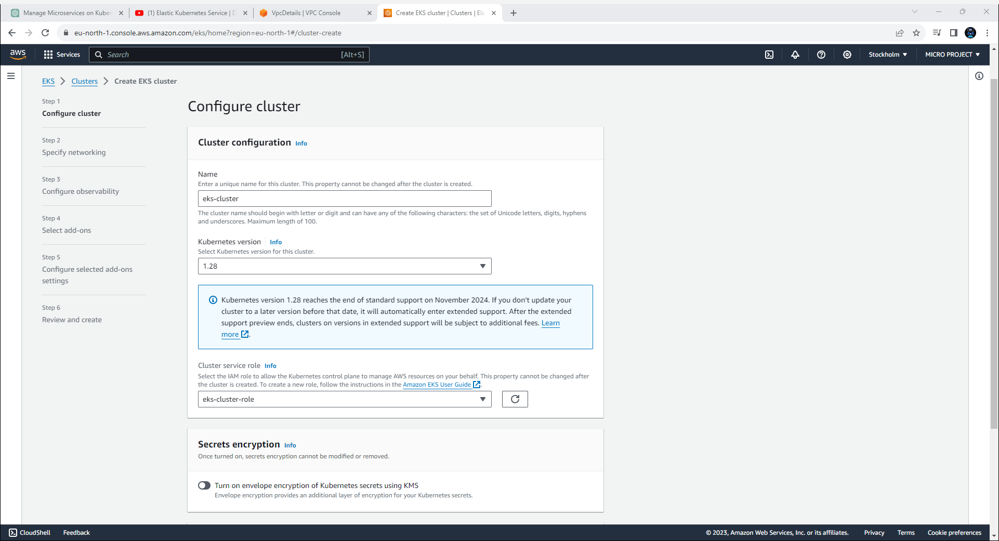 Manage Microservices on Kuber
(1) Elastic Kubernetes Service | D
VpcDetails | VPC Console
Create EKS cluster | Clusters | Ela
eu-north-1.console.aws.amazon.com/eks/home?region=eu-north-1#/cluster-create
aws
Services
Search
[Alt+S]
Stockholm
MICRO PROJECT
EKS
Clusters
Create EKS cluster
Step 1
Configure cluster
Step 2
Specify networking
Step 3
Configure observability
Step 4
Select add-ons
Step 5
Configure selected add-ons
settings
Step 6
Review and create
Configure cluster
Cluster configuration Info
Name
Enter a unique name for this cluster. This property cannot be changed after the cluster is created.
eks-cluster
The cluster name should begin with letter or digit and can have any of the following characters: the set of Unicode letters, digits, hyphens
and underscores. Maximum length of 100.
Kubernetes version Info
Select Kubernetes version for this cluster.
1.28
Kubernetes version 1.28 reaches the end of standard support on November 2024. If you don't update your
cluster to a later version before that date, it will automatically enter extended support. After the extended
support preview ends, clusters on versions in extended support will be subject to additional fees. Learn
more.
Cluster service role Info
Select the IAM role to allow the Kubernetes control plane to manage AWS resources on your behalf. This property cannot be changed after
the cluster is created. To create a new role, follow the instructions in the Amazon EKS User Guide.
eks-cluster-role
Secrets encryption Info
Once turned on, secrets encryption cannot be modified or removed.
Turn on envelope encryption of Kubernetes secrets using KMS
Envelope encryption provides an additional layer of encryption for your Kubernetes secrets.
CloudShell
Feedback
© 2023, Amazon Web Services, Inc. or its affiliates.
Privacy
Terms
Cookie preferences